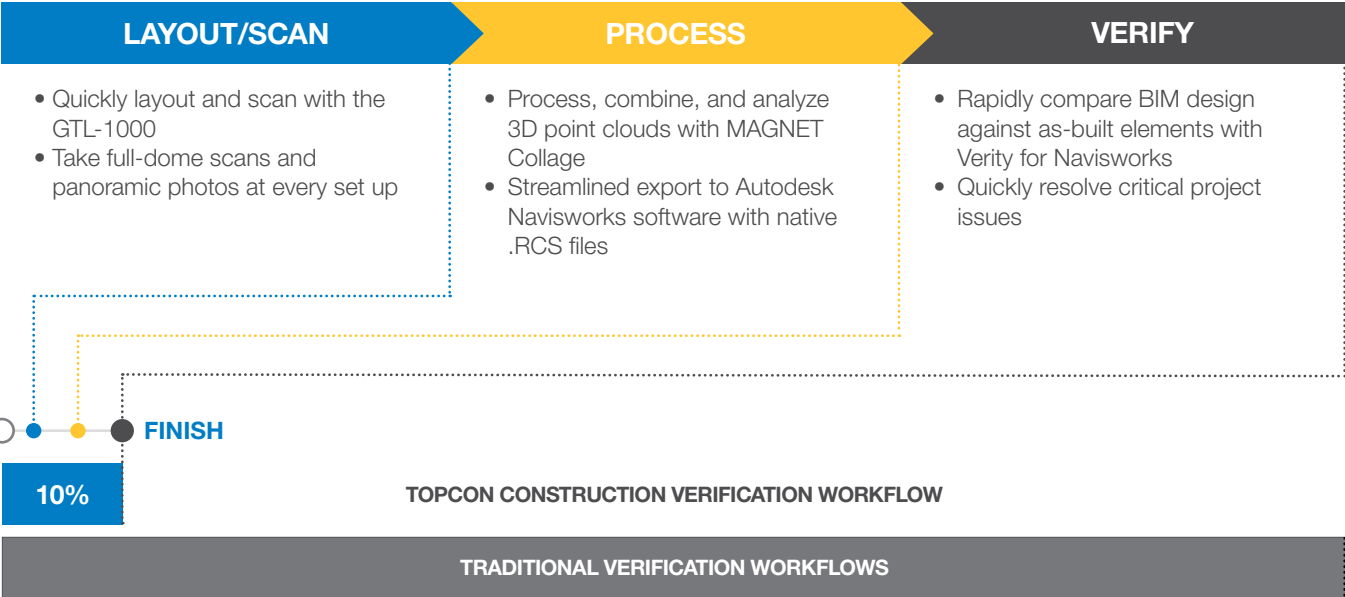 LAYOUT/SCAN
• Quickly layout and scan with the
GTL-1000
• Take full-dome scans and
panoramic photos at every set up
PROCESS
• Process, combine, and analyze
3D point clouds with MAGNET
Collage
• Streamlined export to Autodesk
Navisworks software with native
.RCS files
VERIFY
• Rapidly compare BIM design
against as-built elements with
Verity for Navisworks
• Quickly resolve critical project
issues
FINISH
10%
TOPCON CONSTRUCTION VERIFICATION WORKFLOW
TRADITIONAL VERIFICATION WORKFLOWS